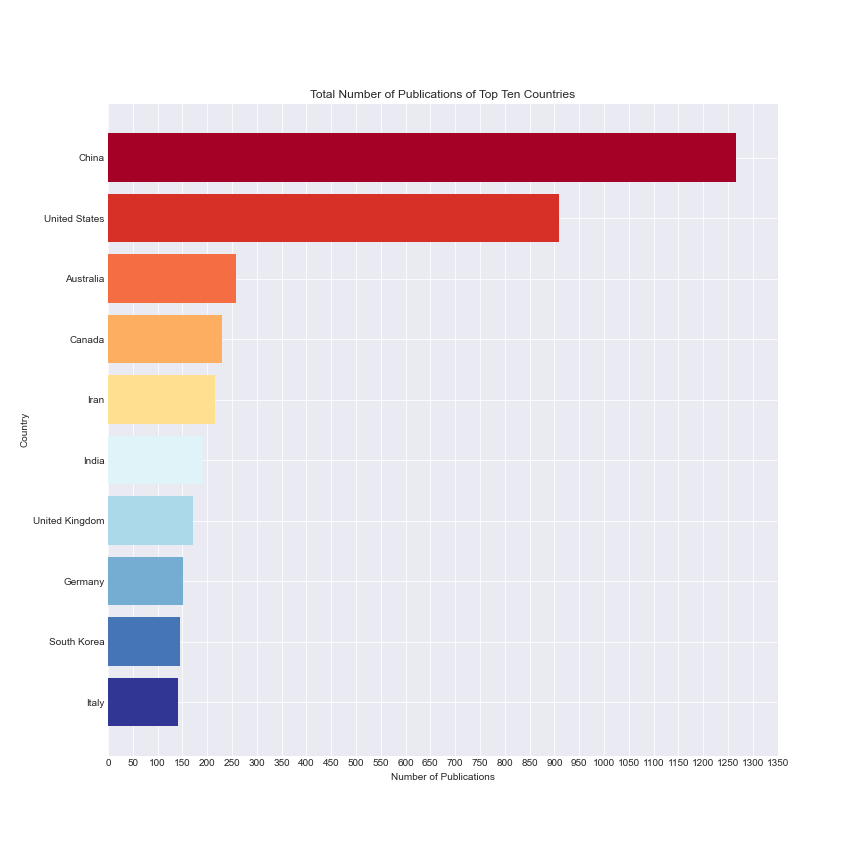 Total Number of Publications of Top Ten Countries
China
United States
Australia
Canada
Iran
Country
India
United Kingdom
Germany
South Korea
Italy
0 50 100 150 200 250 300 350 400 450 500 550 600 650 700 750 800 850 900 950 1000 1050 1100 1150 1200 1250 1300 1350
Number of Publications